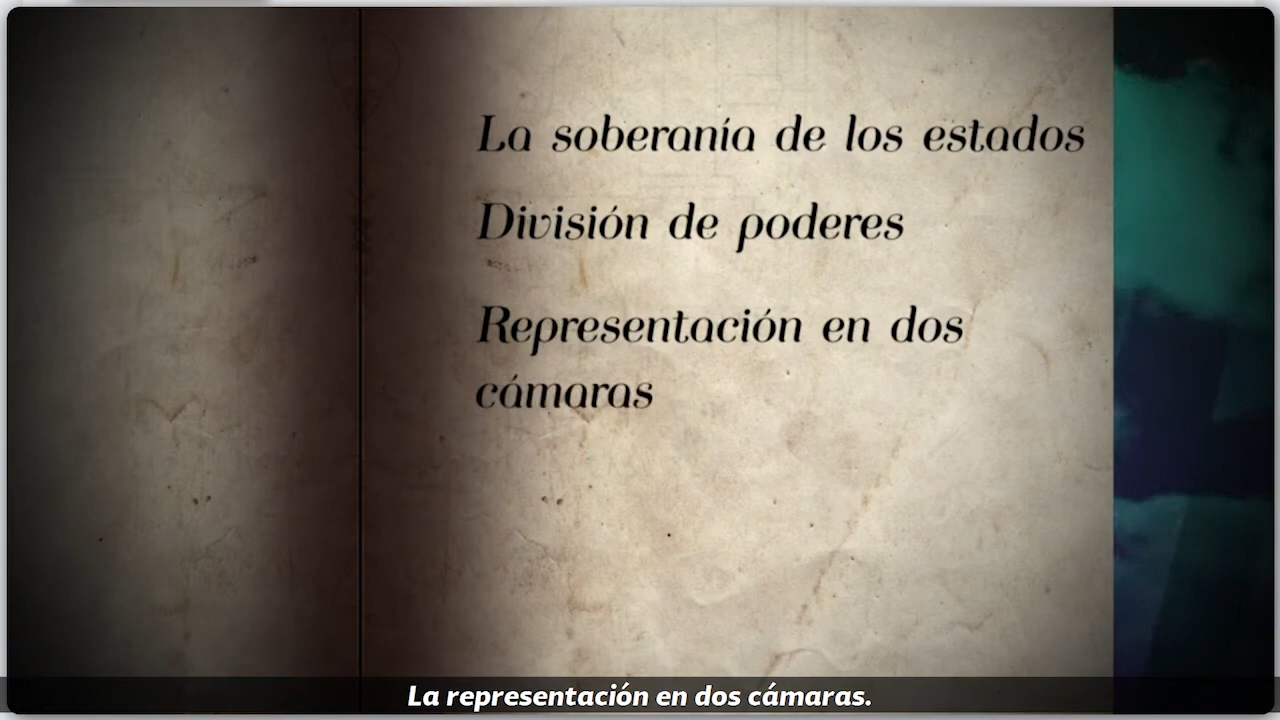 La soberanía de los estados
División de poderes
Representación en dos
cámaras
La representación en dos cámaras.